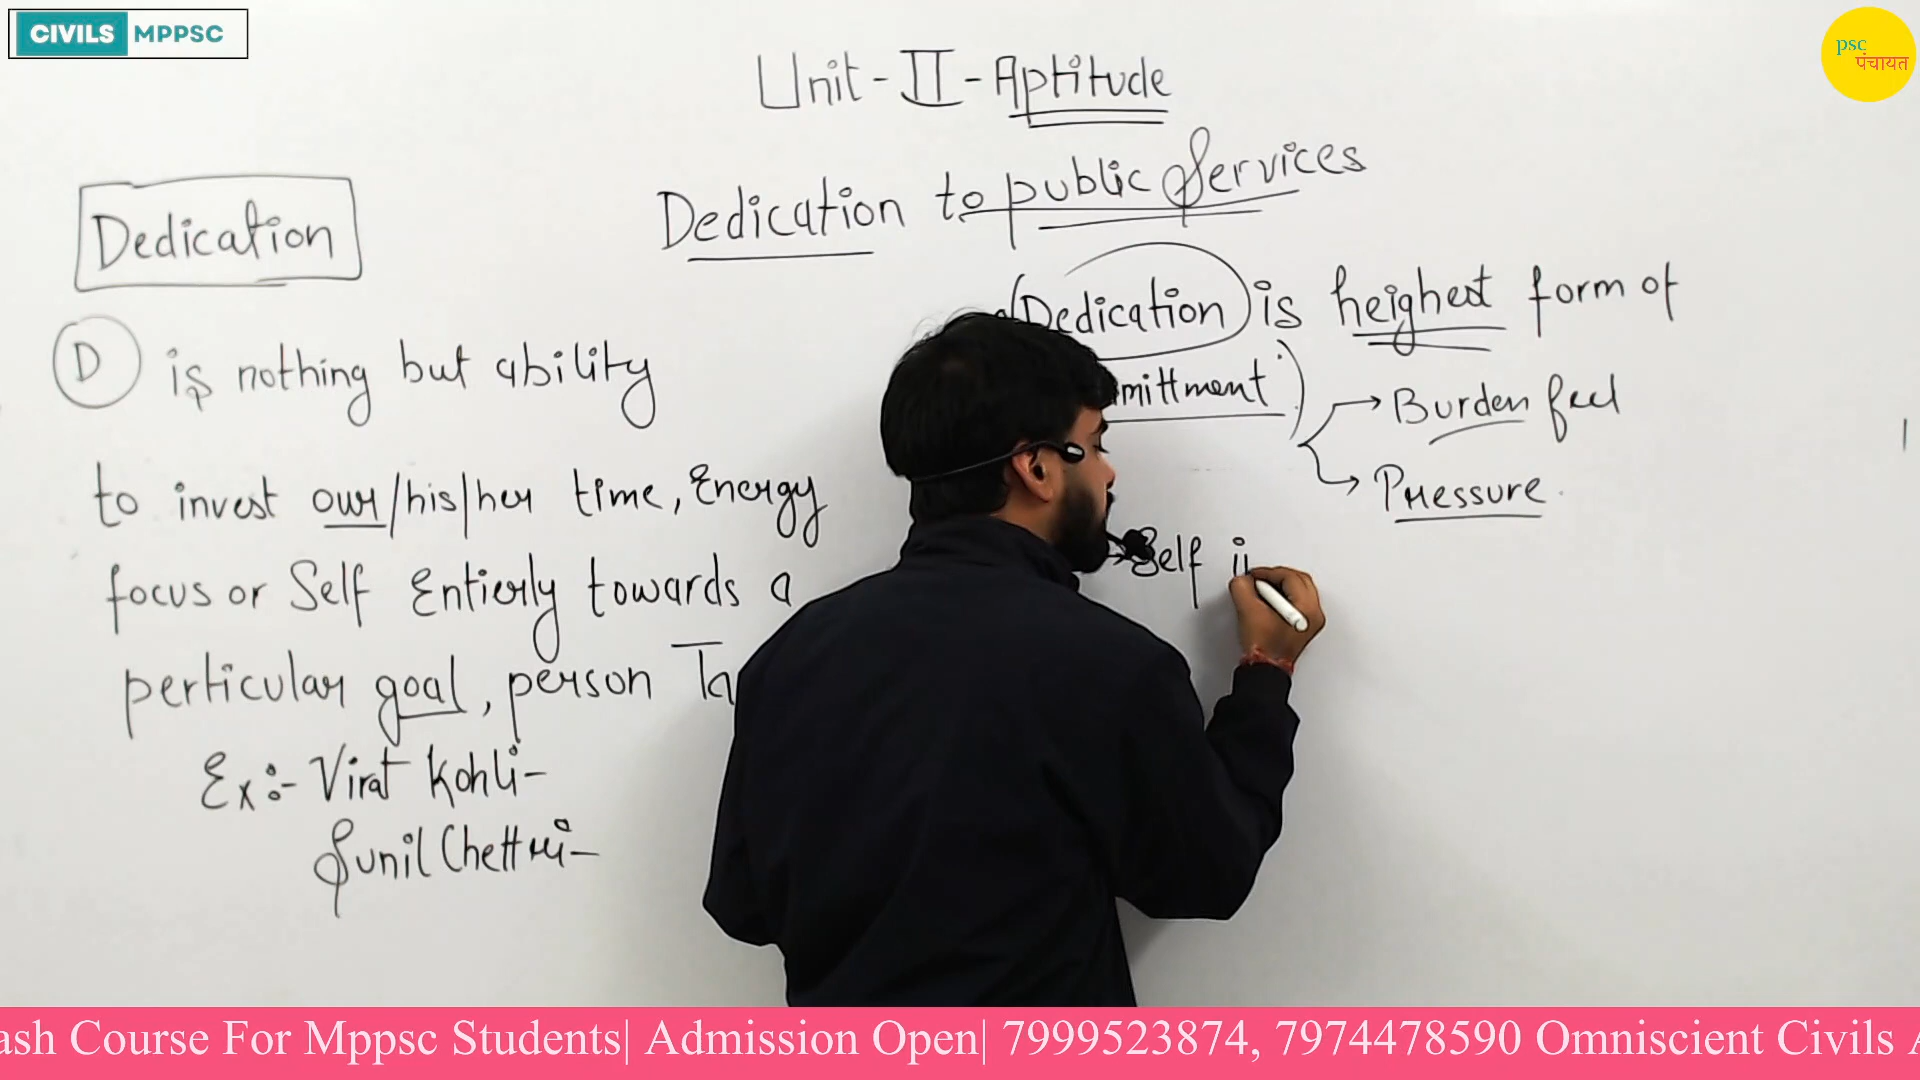 CIVILS MPPSC
psc
पंचायत
Unit - II - Aptitude
Dedication to public Services
Dedication
D is nothing but ability
to invest our/his/her time, Energy
focus or Self Entierly towards a
perticular goal, person
Ex:- Virat Kohli-
Sunil Chettri-
Dedication is heighest form of
mittment
Burden feel
Pressure.
Self
ash Course For Mppsc Students| Admission Open| 7999523874, 7974478590 Omniscient Civils A